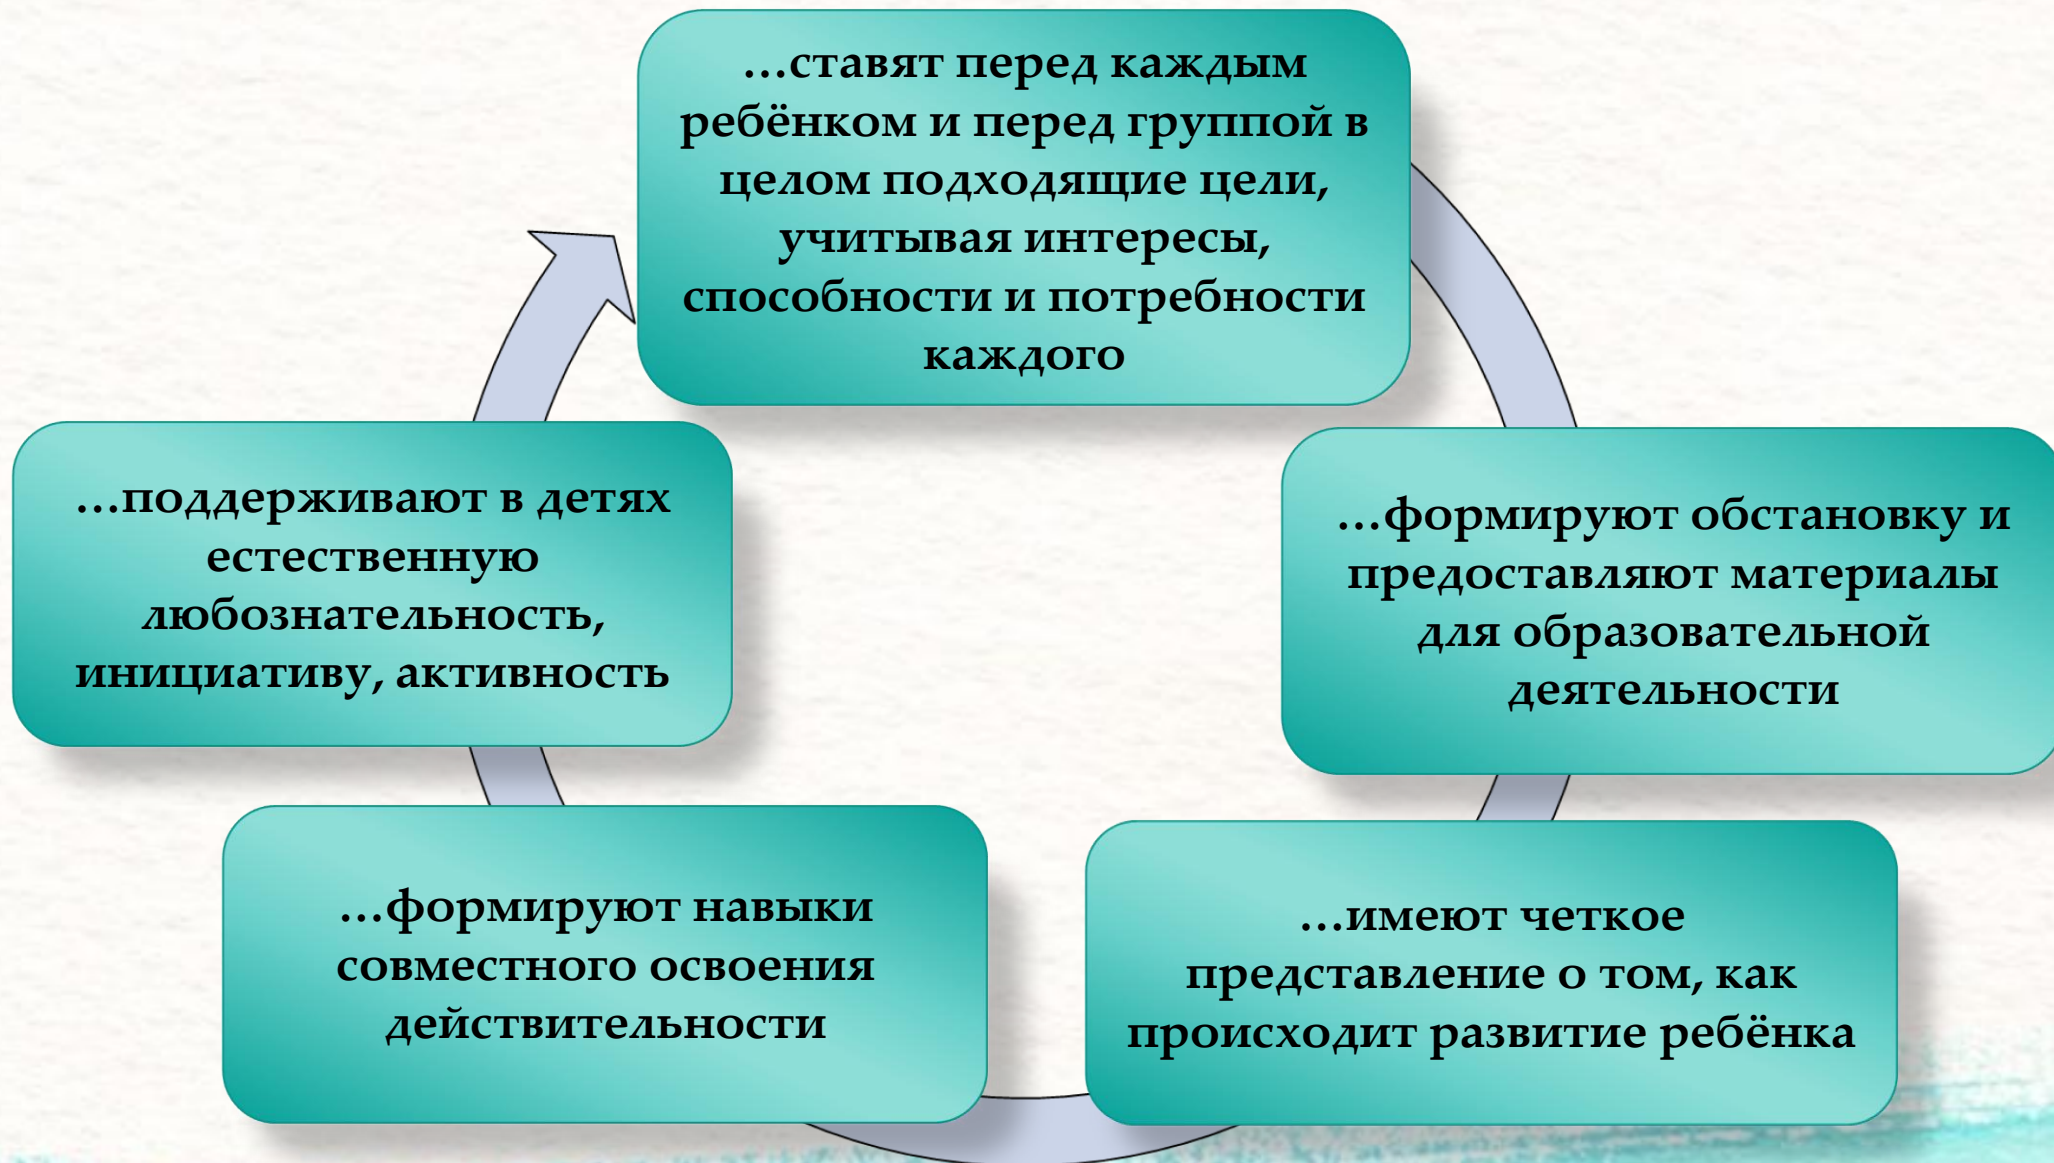 …ставят перед каждым
ребёнком и перед группой в
целом подходящие цели,
учитывая интересы,
способности и потребности
каждого
…формируют обстановку и
предоставляют материалы
для образовательной
деятельности
…имеют четкое
представление о том, как
происходит развитие ребёнка
…формируют навыки
совместного освоения
действительности
…поддерживают в детях
естественную
любознательность,
инициативу, активность